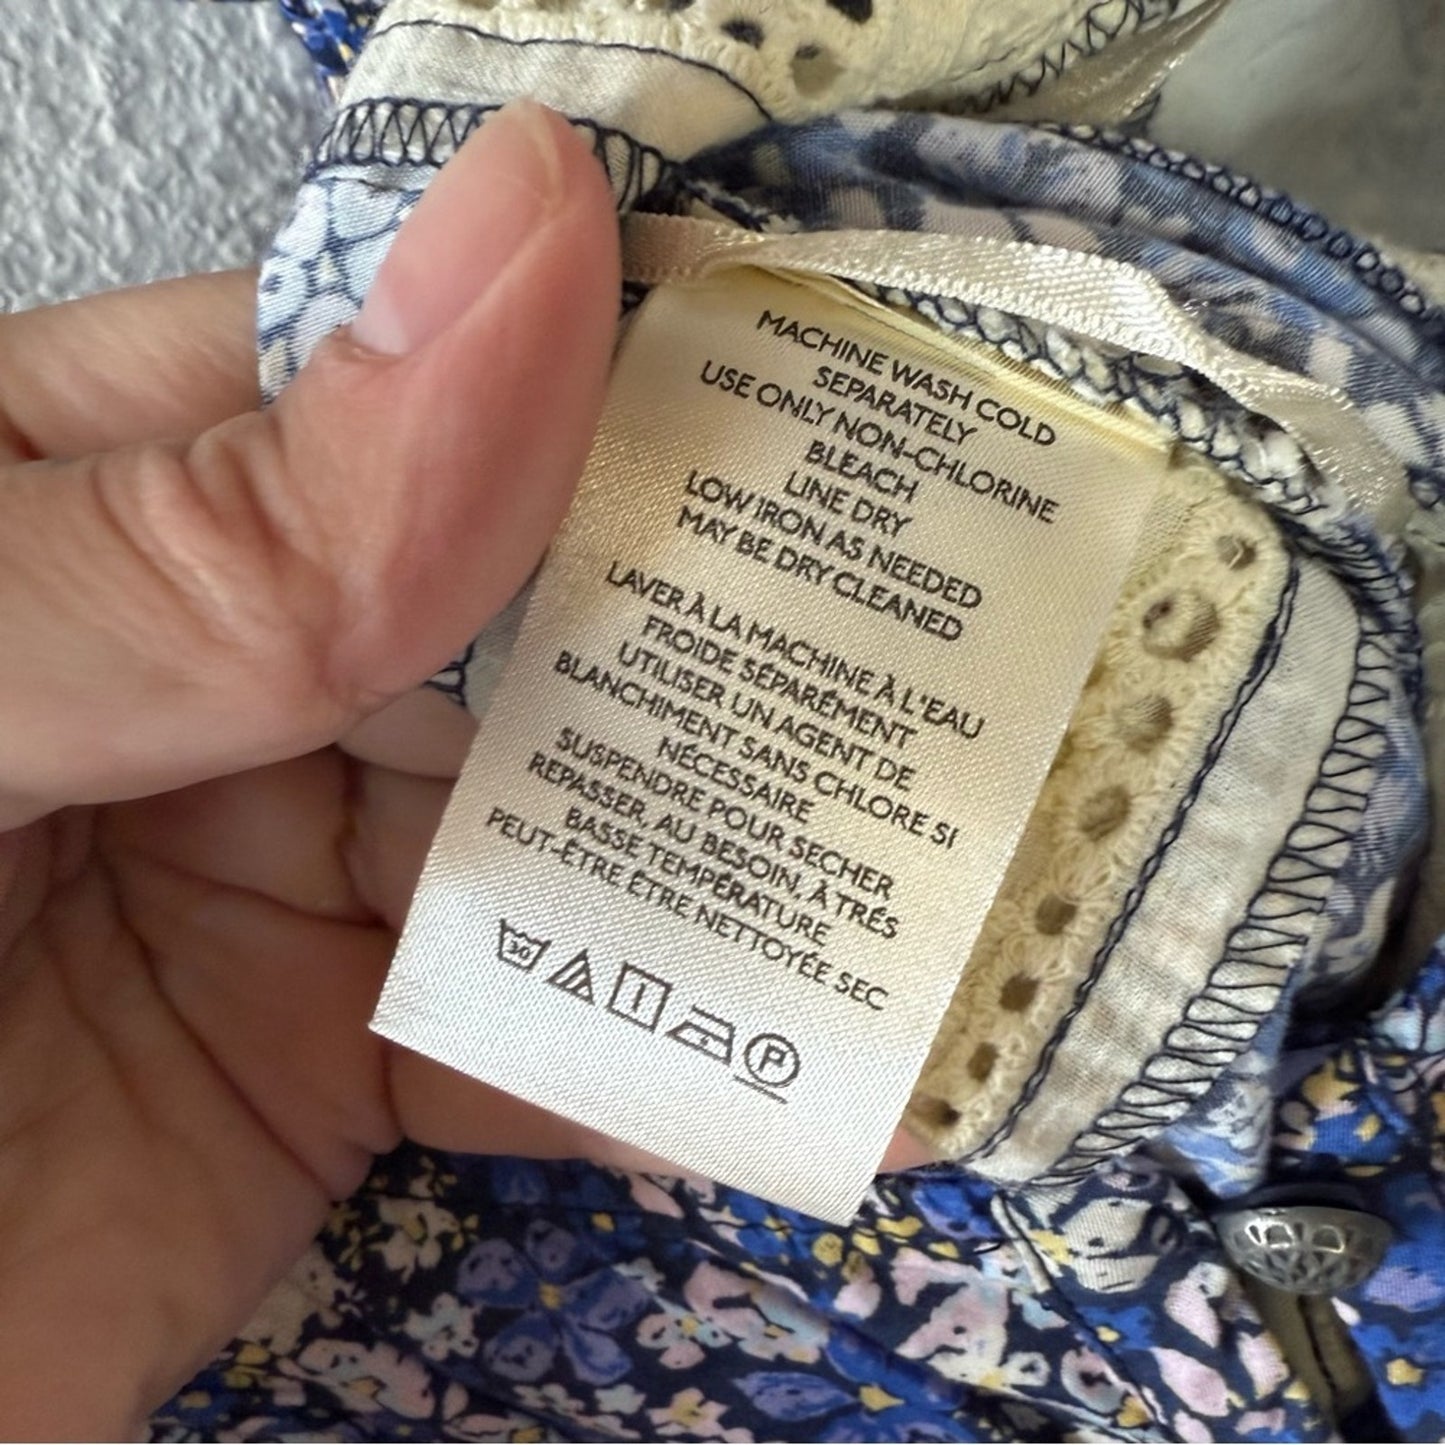 MACHINE WASH COLD
SEPARATELY
USE ONLY NON-CHLORINE
BLEACH
LINE DRY
LOW IRON AS NEEDED
MAY BE DRY CLEANED
LAVER À LA MACHINE À L'EAU
FROIDE SÉPARÉMENT
UTILISER UN AGENT DE
BLANCHIMENT SANS CHLORE SI
NÉCESSAIRE
SUSPENDRE POUR SECHER
REPASSER, AU BESOIN, À TRÉS
BASSE TEMPÉRATURE
PEUT-ÊTRE ÊTRE NETTOYÉE SEC
30 P